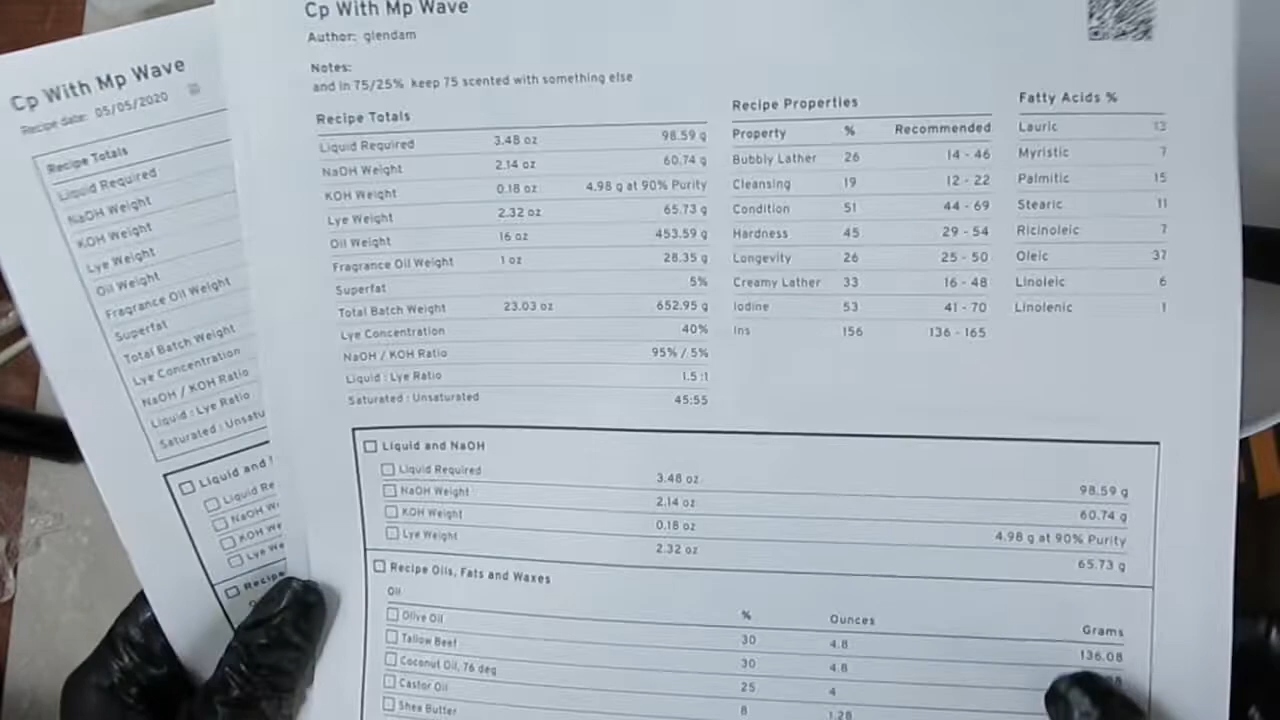 Cp With Mp Wave
Recipe date: 05/05/2020
Recipe Totals
Liquid Required
NaOH Weight
KOH Weight
Lye Weight
Oil Weight
Fragrance Oil Weight
Superfat
Total Batch Weight
Lye Concentration
NaOH / KOH Ratio
Liquid : Lye Ratio
Saturated : Unsatu
Liquid and
Liquid Re
NaOH W
KOH We
Lye We
Recipe
Cp With Mp Wave
Author: glendam
Notes:
and in 75/25% keep 75 scented with something else
Recipe Totals
Liquid Required 3.48 oz 98.59 g
NaOH Weight 2.14 oz 60.74 g
KOH Weight 0.18 oz 4.98 g at 90% Purity
Lye Weight 2.32 oz 65.73 g
Oil Weight 16 oz 453.59 g
Fragrance Oil Weight 1 oz 28.35 g
Superfat 5%
Total Batch Weight 23.03 oz 652.95 g
Lye Concentration 40%
NaOH / KOH Ratio 95% / 5%
Liquid : Lye Ratio 1.5 :1
Saturated : Unsaturated 45:55
Recipe Properties
Property % Recommended
Bubbly Lather 26 14 - 46
Cleansing 19 12 - 22
Condition 51 44 - 69
Hardness 45 29 - 54
Longevity 26 25 - 50
Creamy Lather 33 16 - 48
Iodine 53 41 - 70
Ins 156 136 - 165
Fatty Acids %
Lauric 13
Myristic 7
Palmitic 15
Stearic 11
Ricinoleic 7
Oleic 37
Linoleic 6
Linolenic 1
Liquid and NaOH
Liquid Required 3.48 oz 98.59 g
NaOH Weight 2.14 oz 60.74 g
KOH Weight 0.18 oz 4.98 g at 90% Purity
Lye Weight 2.32 oz 65.73 g
Recipe Oils, Fats and Waxes
Oil % Ounces Grams
Olive Oil 30 4.8 136.08
Tallow Beef 30 4.8
Coconut Oil, 76 deg 25 4
Castor Oil 8 1.28
Shea Butter